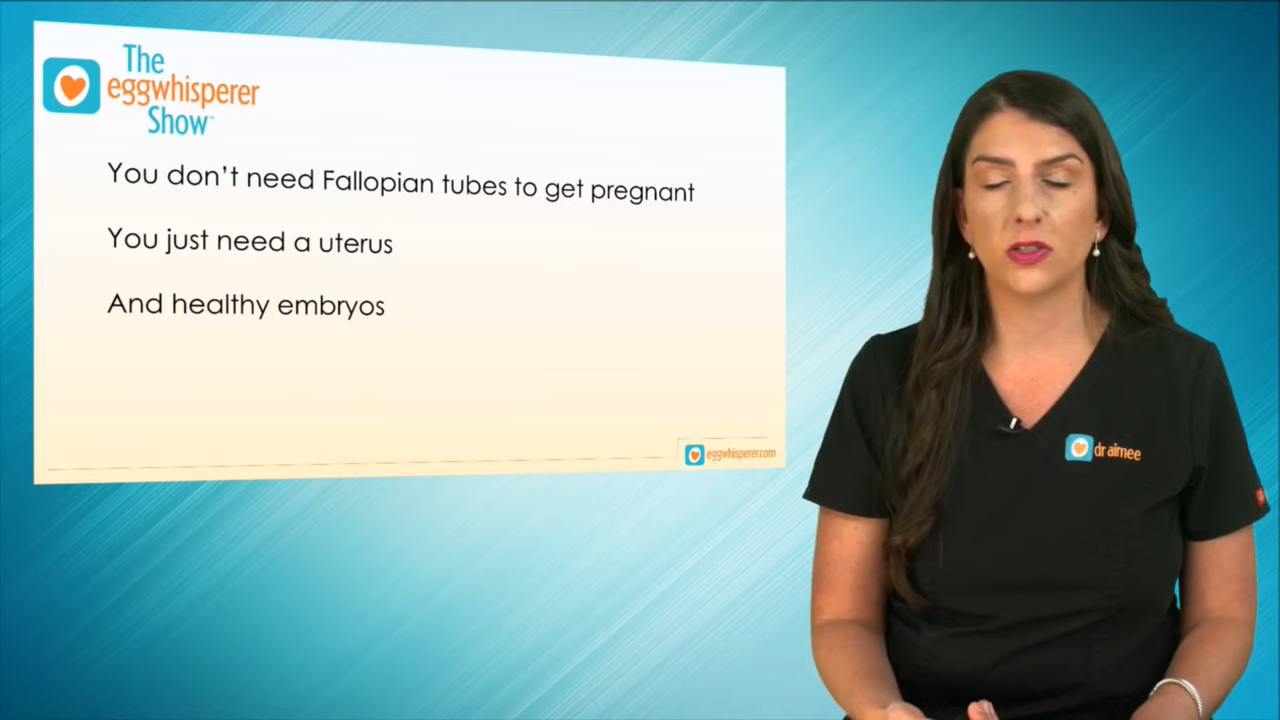 The
eggwhisperer
Show™
You don't need Fallopian tubes to get pregnant
You just need a uterus
And healthy embryos
eggwhisperer.com
dr aimee